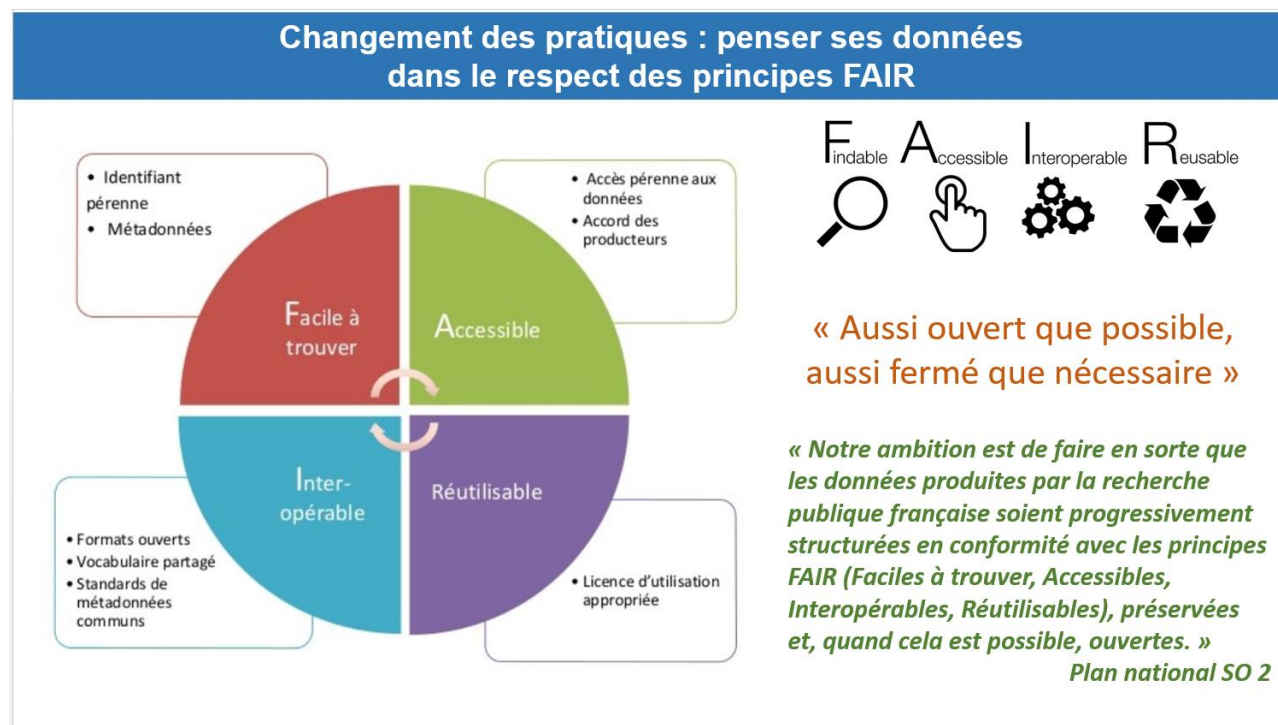 Changement des pratiques : penser ses données
dans le respect des principes FAIR
• Identifiant
pérenne
• Métadonnées
• Accès pérenne aux
données
• Accord des
producteurs
Facile à
trouver
Accessible
Inter-
opérable
Réutilisable
• Formats ouverts
• Vocabulaire partagé
• Standards de
métadonnées
communs
• Licence d'utilisation
appropriée
Findable Accessible Interoperable Reusable
« Aussi ouvert que possible,
aussi fermé que nécessaire »
« Notre ambition est de faire en sorte que
les données produites par la recherche
publique française soient progressivement
structurées en conformité avec les principes
FAIR (Faciles à trouver, Accessibles,
Interopérables, Réutilisables), préservées
et, quand cela est possible, ouvertes. »
Plan national SO 2